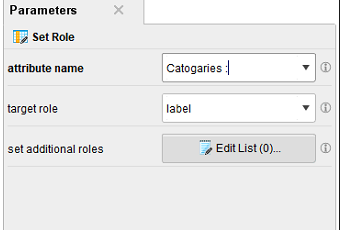 Parameters
Set Role
attribute name Catogaries :
target role label
set additional roles Edit List (0)...